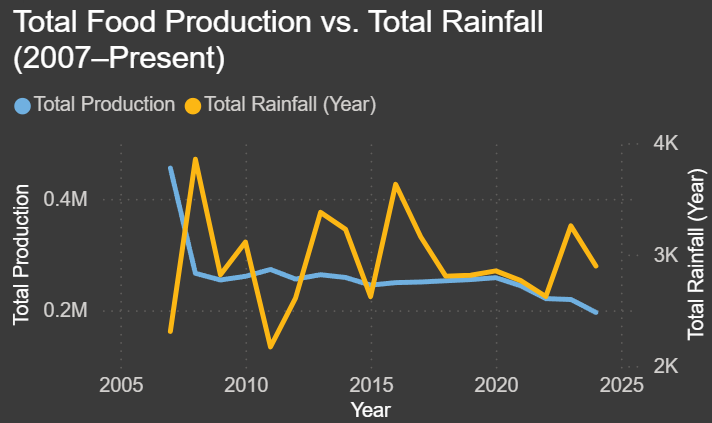 Total Food Production vs. Total Rainfall
(2007–Present)
Total Production Total Rainfall (Year)
4K
0.4M
3K
0.2M
2K
Total Production
Total Rainfall (Year)
2005 2010 2015 2020 2025
Year